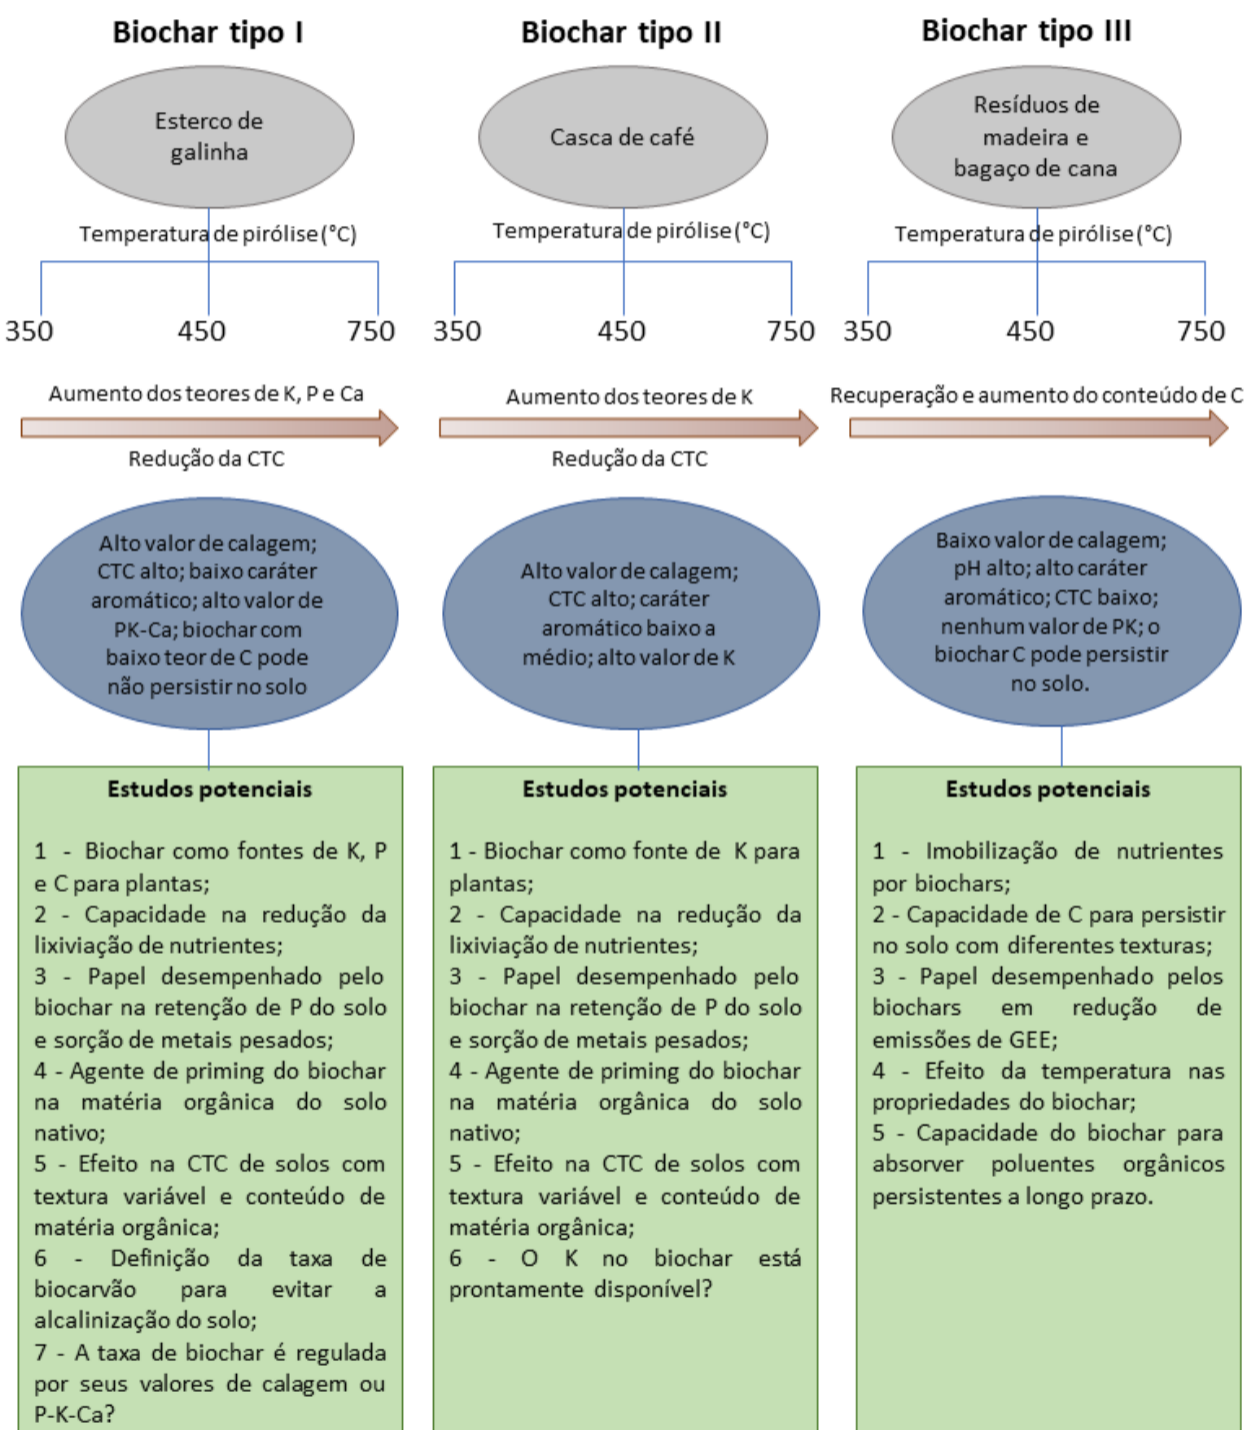 Biochar tipo I
Esterco de
galinha
Temperatura de pirólise (°C)
350 450 750
Aumento dos teores de K, P e Ca
Redução da CTC
Alto valor de calagem;
CTC alto; baixo caráter
aromático; alto valor de
PK-Ca; biochar com
baixo teor de C pode
não persistir no solo
Estudos potenciais
1 - Biochar como fontes de K, P
e C para plantas;
2 - Capacidade na redução da
lixiviação de nutrientes;
3 - Papel desempenhado pelo
biochar na retenção de P do solo
e sorção de metais pesados;
4 - Agente de priming do biochar
na matéria orgânica do solo
nativo;
5 - Efeito na CTC de solos com
textura variável e conteúdo de
matéria orgânica;
6 - Definição da taxa de
biocarvão para evitar a
alcalinização do solo;
7 - A taxa de biochar é regulada
por seus valores de calagem ou
P-K-Ca?
Biochar tipo II
Casca de café
Temperatura de pirólise (°C)
350 450 750
Aumento dos teores de K
Redução da CTC
Alto valor de calagem;
CTC alto; caráter
aromático baixo a
médio; alto valor de K
Estudos potenciais
1 - Biochar como fonte de K para
plantas;
2 - Capacidade na redução da
lixiviação de nutrientes;
3 - Papel desempenhado pelo
biochar na retenção de P do solo
e sorção de metais pesados;
4 - Agente de priming do biochar
na matéria orgânica do solo
nativo;
5 - Efeito na CTC de solos com
textura variável e conteúdo de
matéria orgânica;
6 - O K no biochar está
prontamente disponível?
Biochar tipo III
Resíduos de
madeira e
bagaço de cana
Temperatura de pirólise (°C)
350 450 750
Recuperação e aumento do conteúdo de C
Baixo valor de calagem;
pH alto; alto caráter
aromático; CTC baixo;
nenhum valor de PK; o
biochar C pode persistir
no solo.
Estudos potenciais
1 - Imobilização de nutrientes
por biochars;
2 - Capacidade de C para persistir
no solo com diferentes texturas;
3 - Papel desempenhado pelos
biochars em redução de
emissões de GEE;
4 - Efeito da temperatura nas
propriedades do biochar;
5 - Capacidade do biochar para
absorver poluentes orgânicos
persistentes a longo prazo.